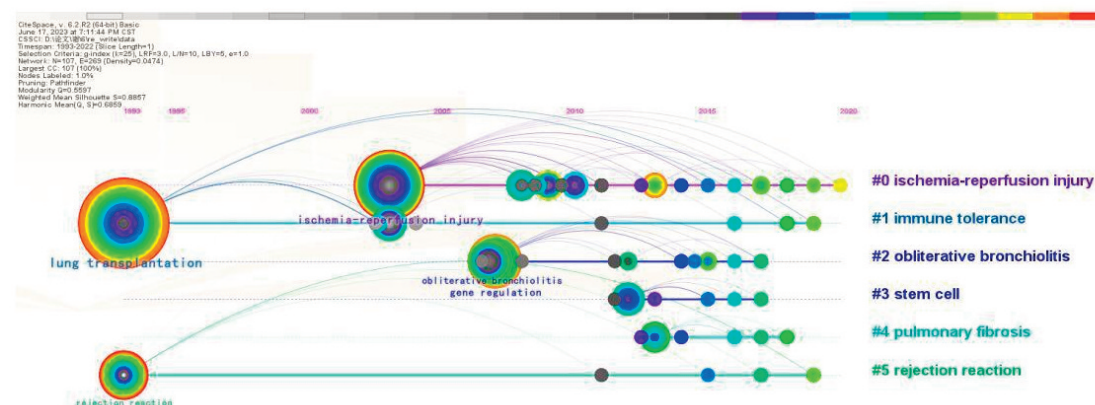 CiteSpace, v. 6.2.R2 (64-bit) Basic
June 17, 2023 at 7:11:44 PM CST
Timespan: 1993-2022 (Slice Length=1)
Selection Criteria: g-index (k=25), LRF=3.0, L/N=10, LBY=5, e=1.0
Network: N=107, E=269 (Density=0.0474)
Largest CC: 107 (100%)
Nodes Labeled: 1.0%
Pruning: Pathfinder
Modularity Q=0.5597
Weighted Mean Silhouette S=0.8857
Harmonic Mean(Q, S)=0.6859
1993 1995 2000 2005 2010 2015 2020
#0 ischemia-reperfusion injury
ischemia-reperfusion injury
#1 immune tolerance
lung transplantation
#2 obliterative bronchiolitis
obliterative bronchiolitis
gene regulation
#3 stem cell
#4 pulmonary fibrosis
#5 rejection reaction
rejection reaction